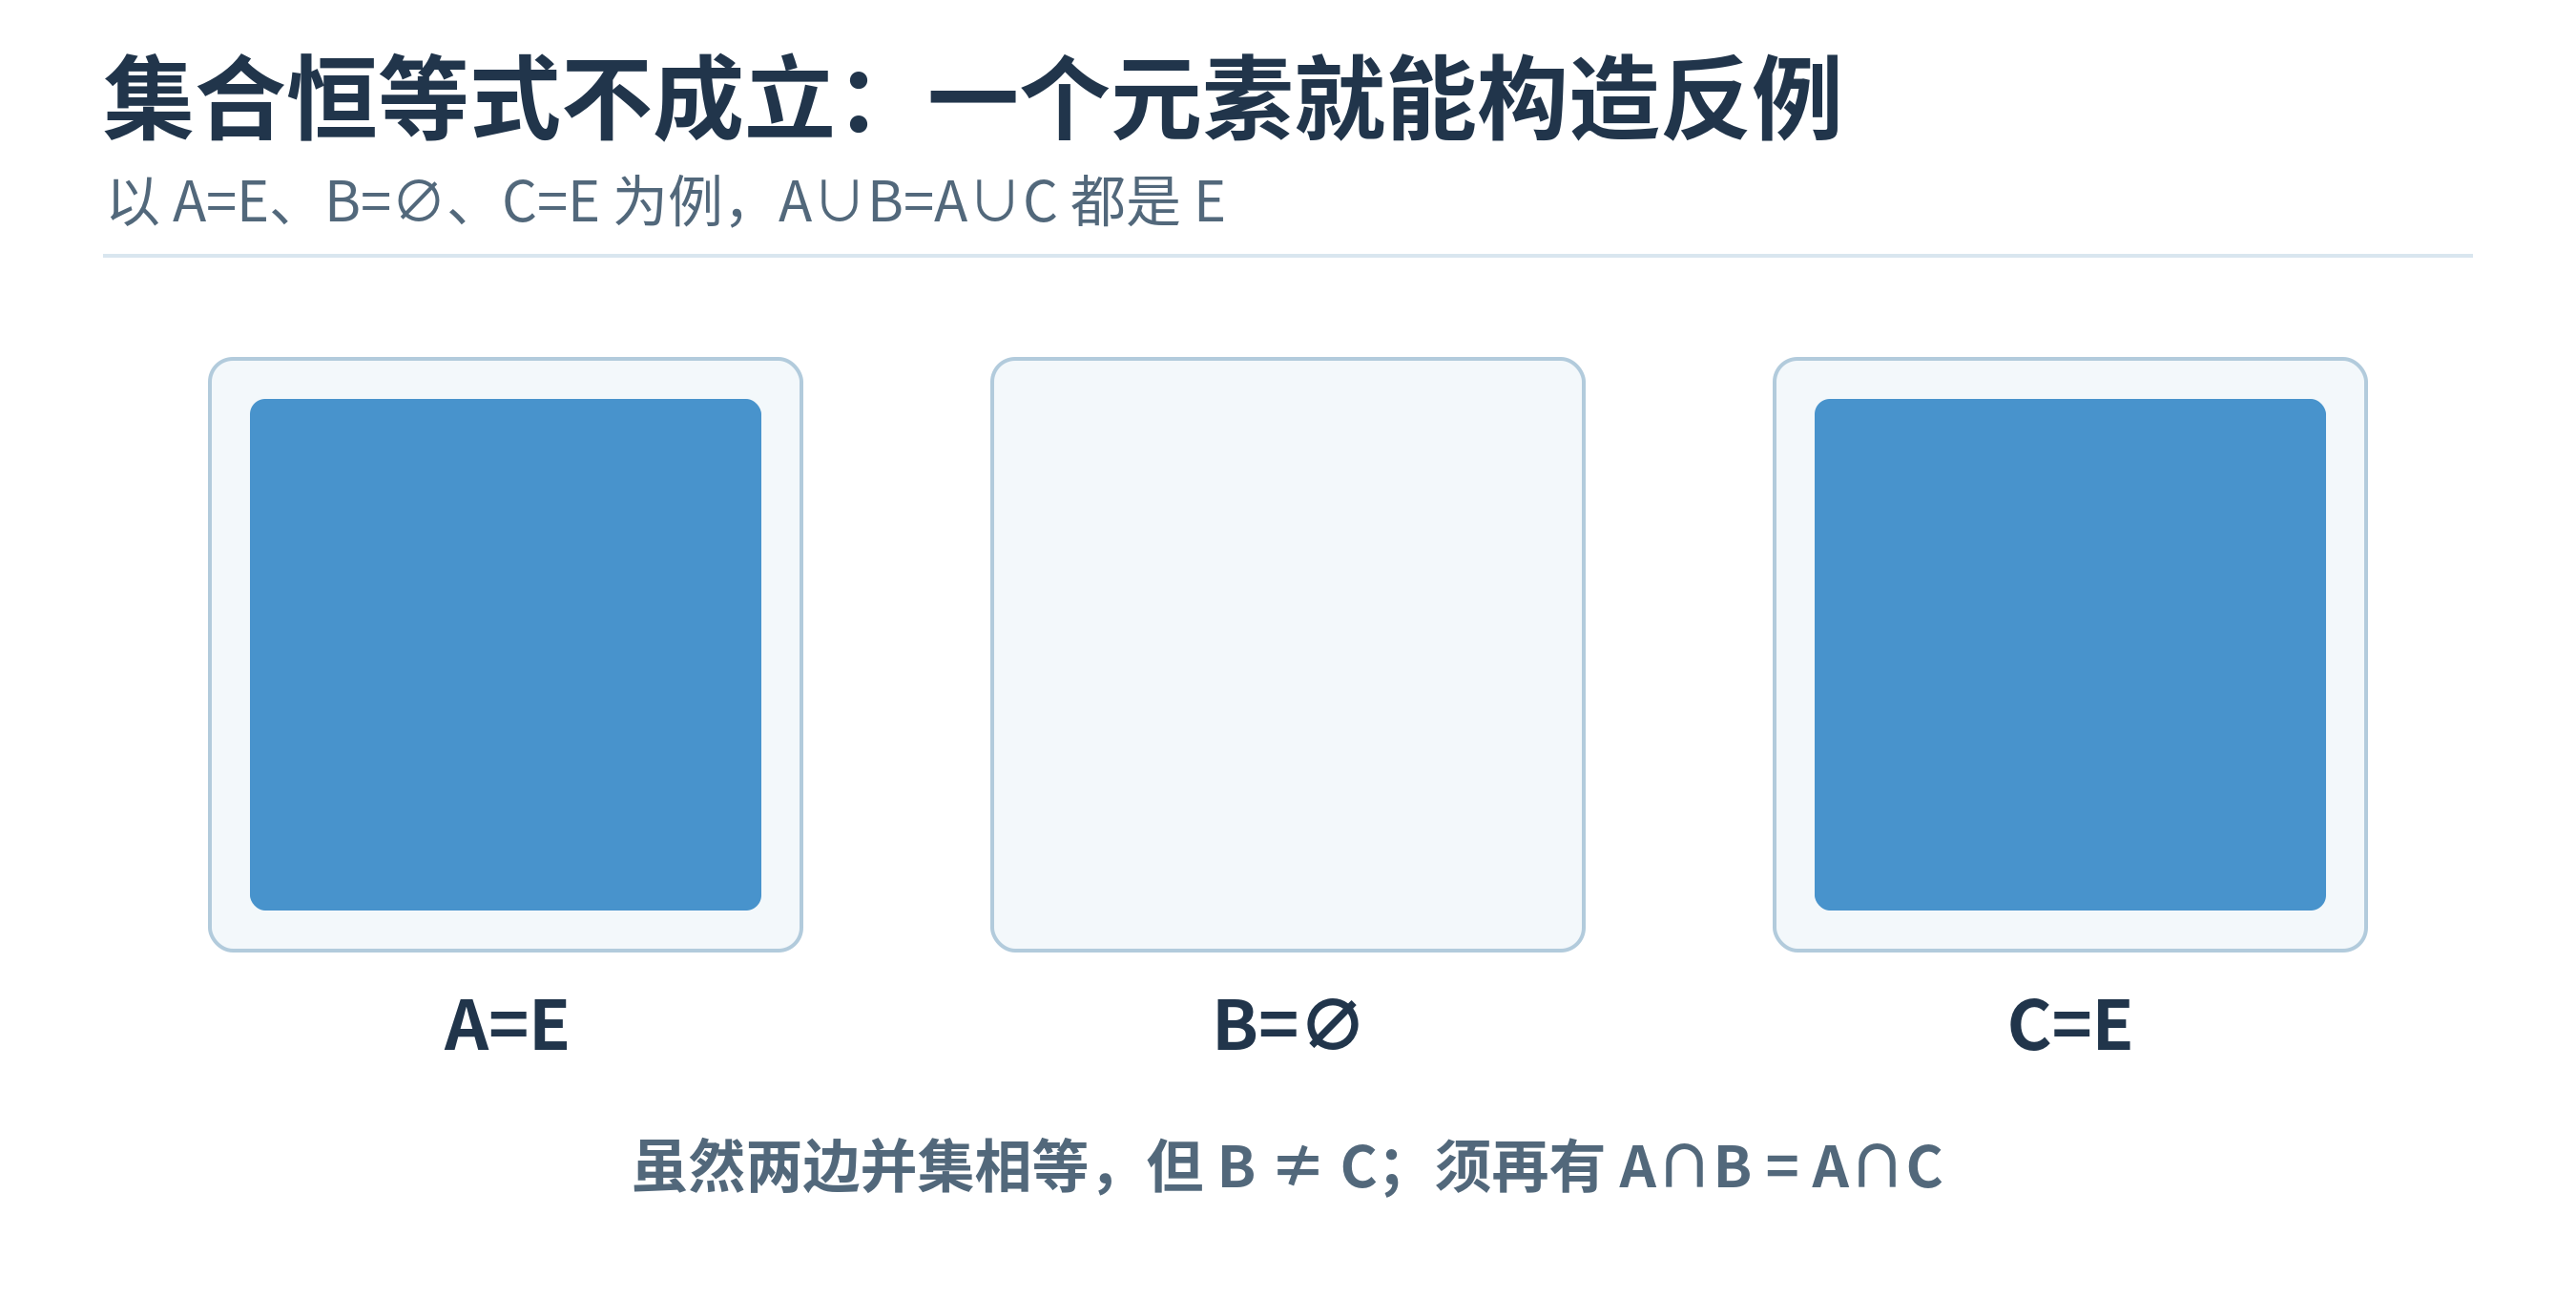 集合恒等式不成立：一个元素就能构造反例
以 A=E、B=∅、C=E 为例，A∪B=A∪C 都是 E
A=E
B=∅
C=E
虽然两边并集相等，但 B ≠ C；须再有 A∩B = A∩C